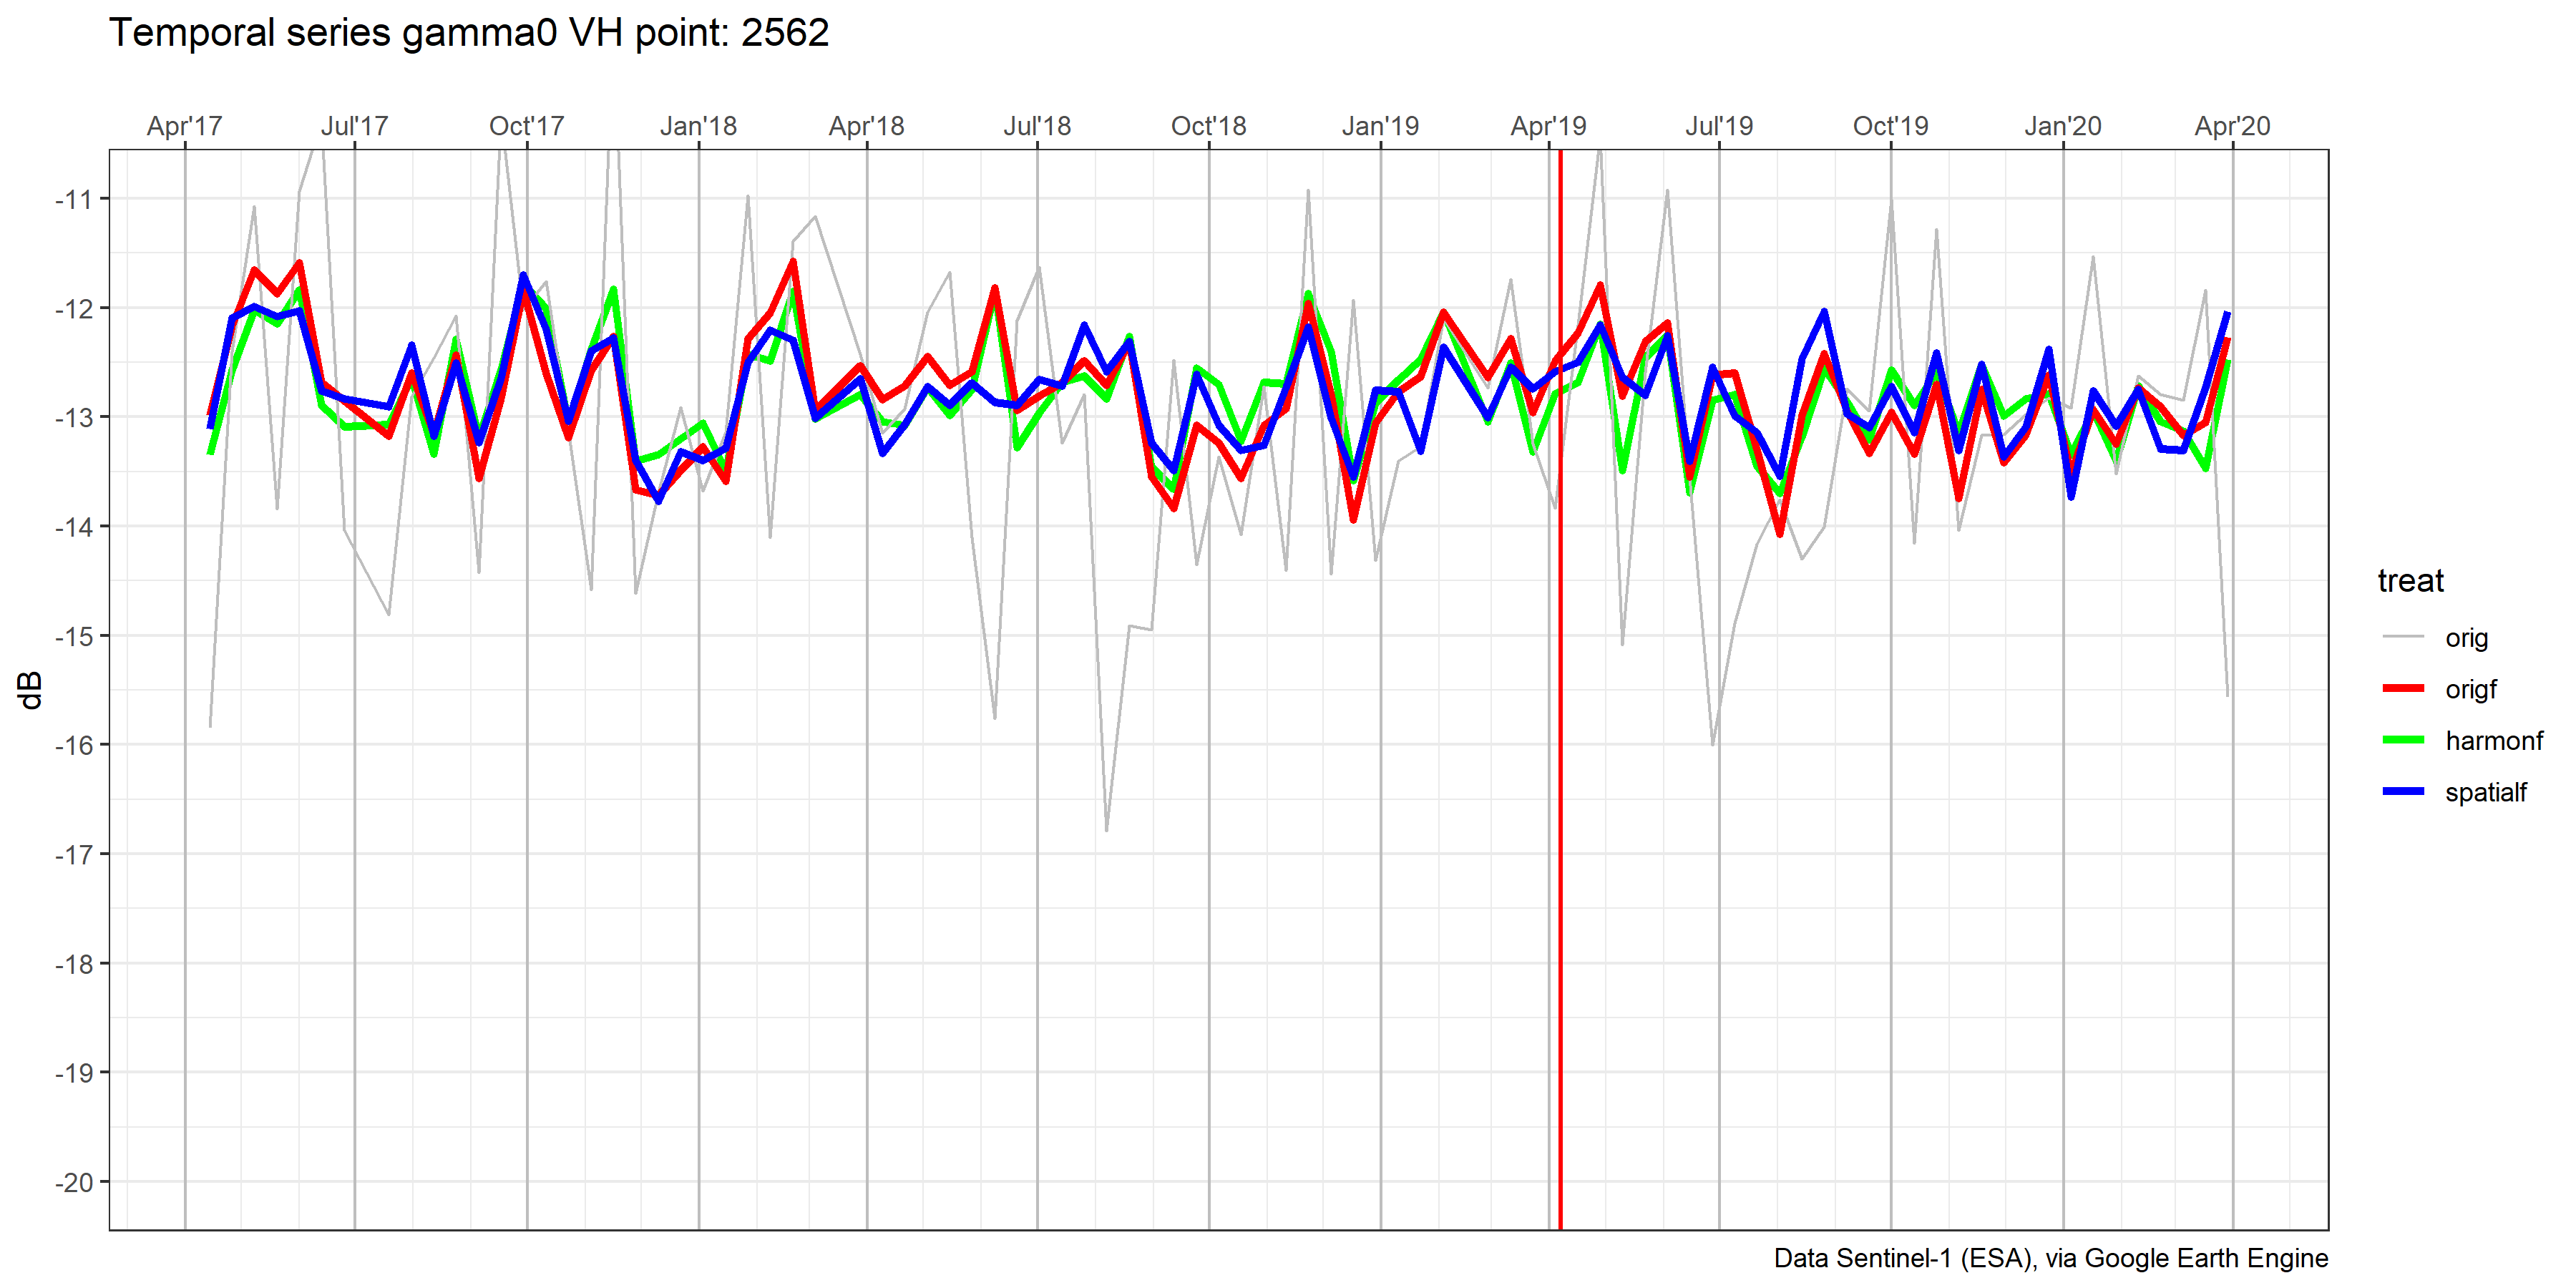 Temporal series gamma0 VH point: 2562
Apr'17 Jul'17 Oct'17 Jan'18 Apr'18 Jul'18 Oct'18 Jan'19 Apr'19 Jul'19 Oct'19 Jan'20 Apr'20
-11
-12
-13
-14
-15
-16
-17
-18
-19
-20
dB
treat
orig
origf
harmonf
spatialf
Data Sentinel-1 (ESA), via Google Earth Engine